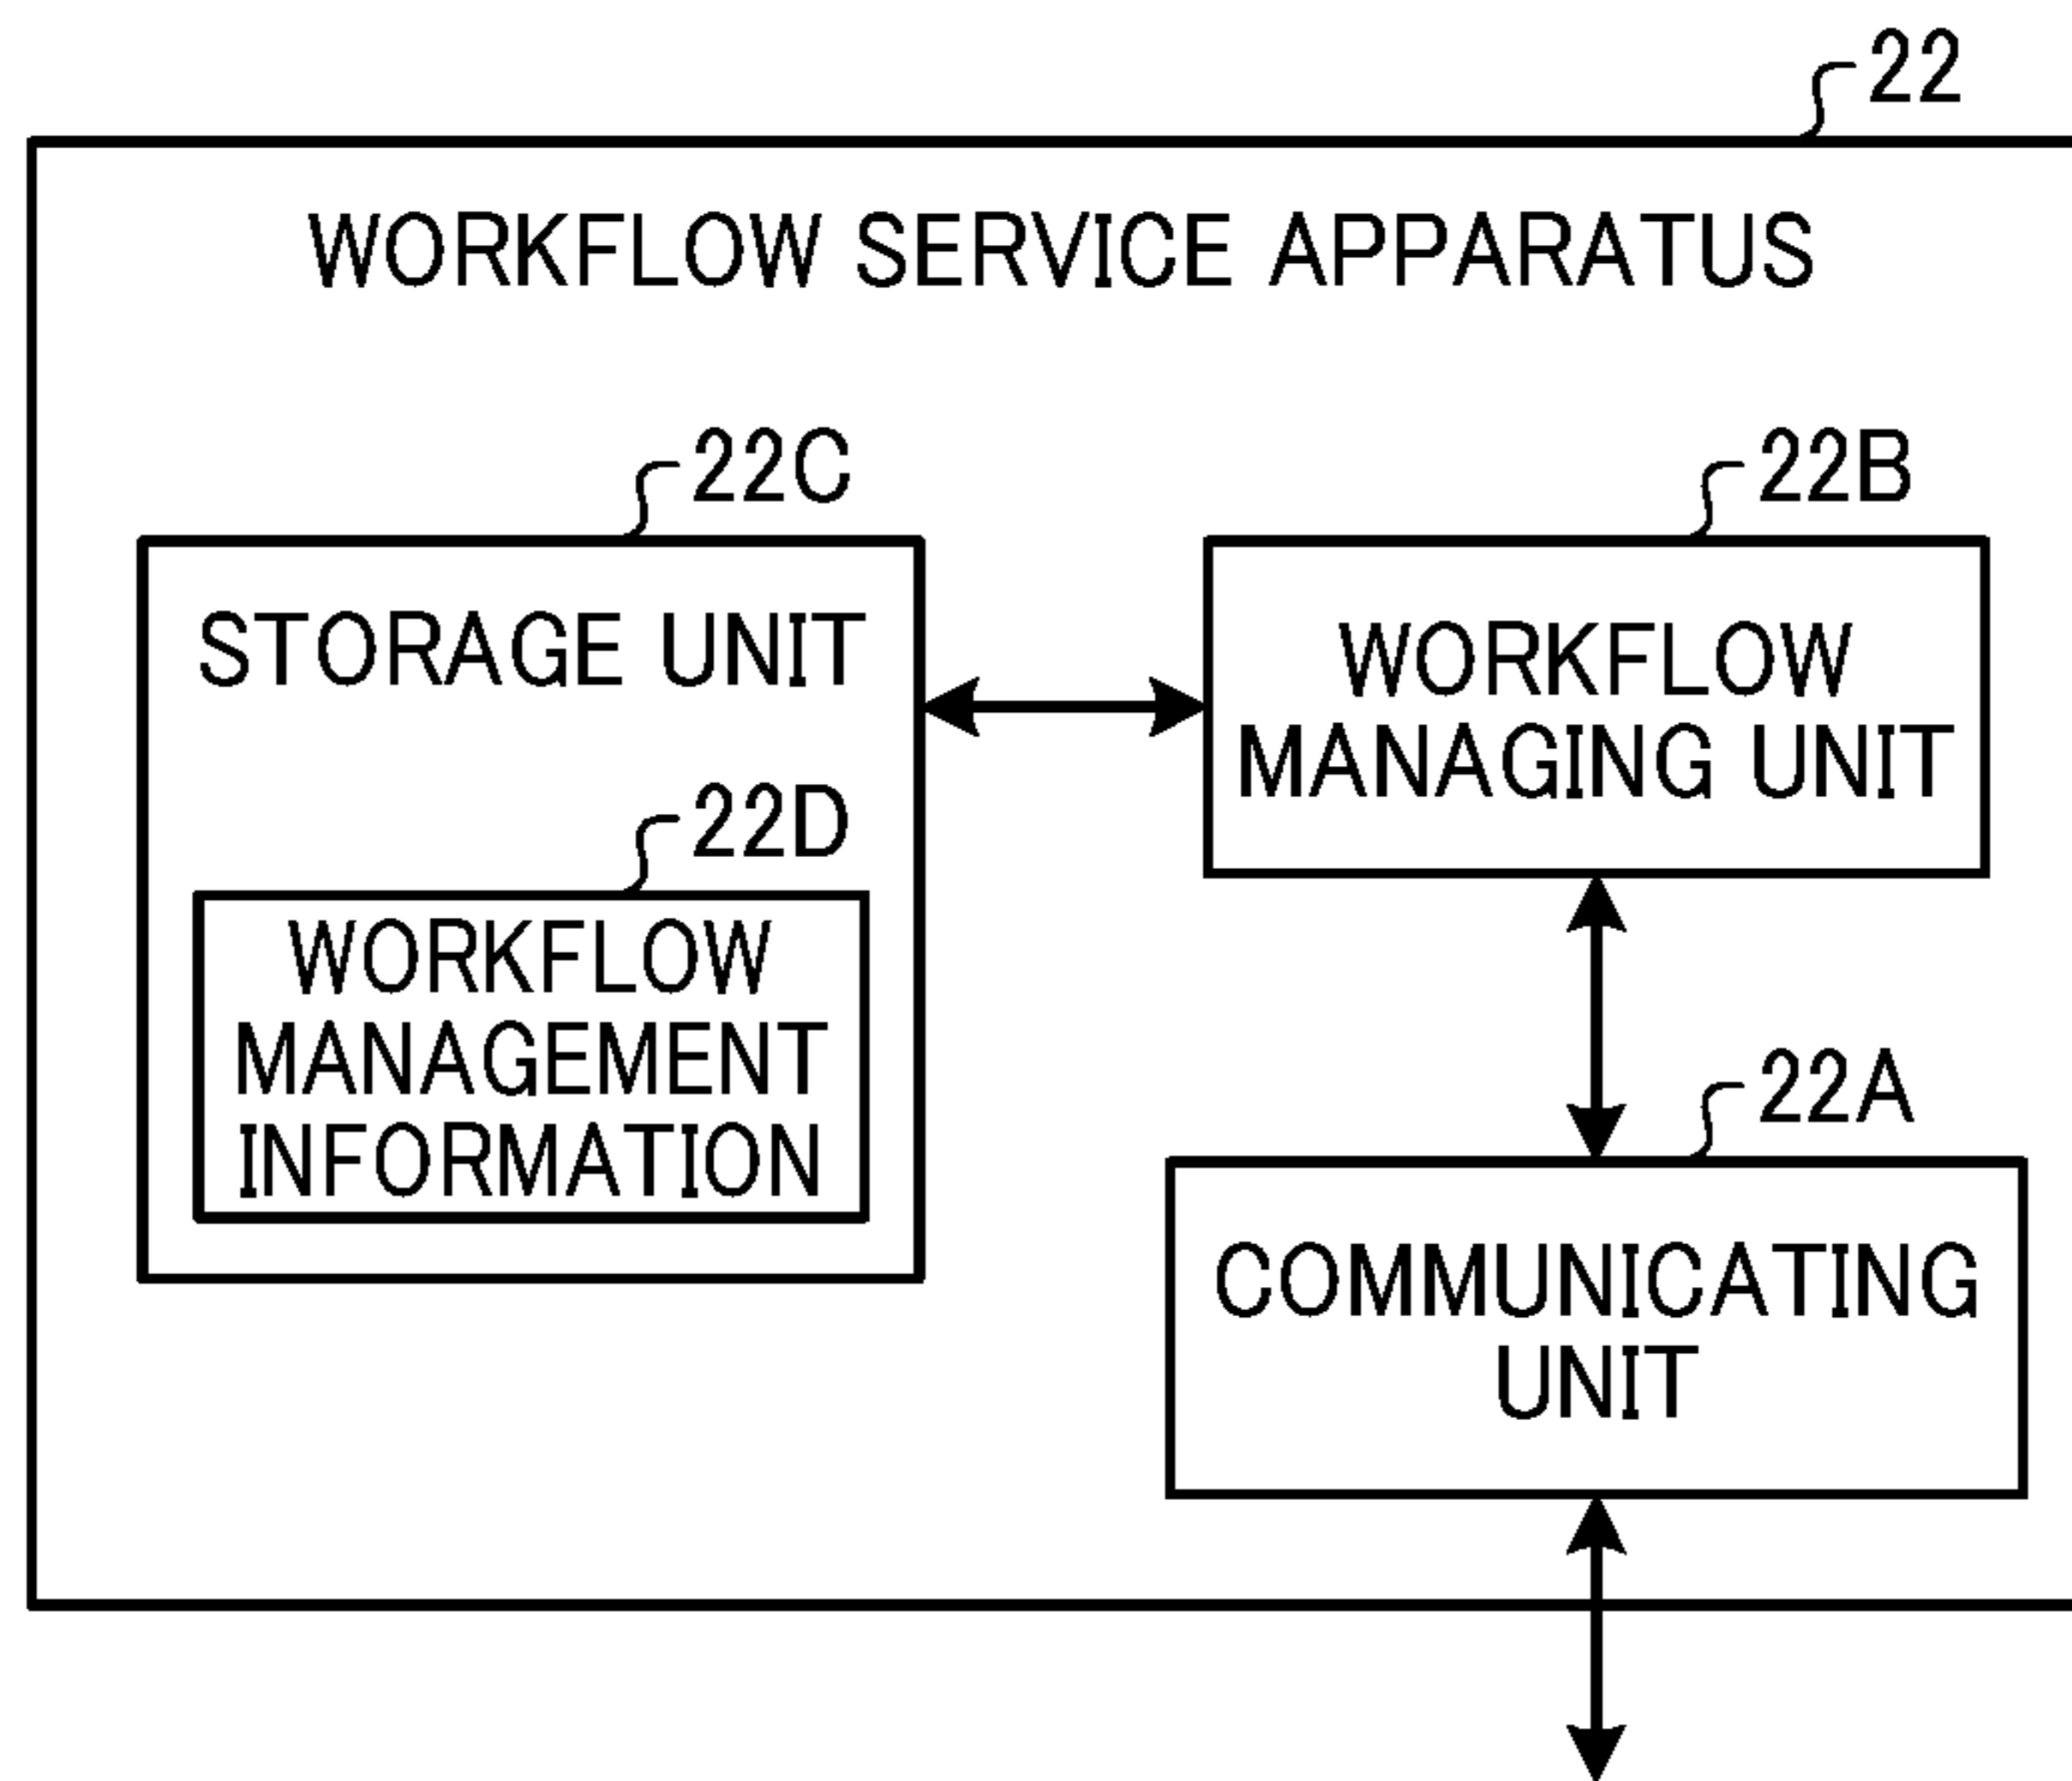 22
WORKFLOW SERVICE APPARATUS
22C
STORAGE UNIT
22D
WORKFLOW
MANAGEMENT
INFORMATION
22B
WORKFLOW
MANAGING UNIT
22A
COMMUNICATING
UNIT